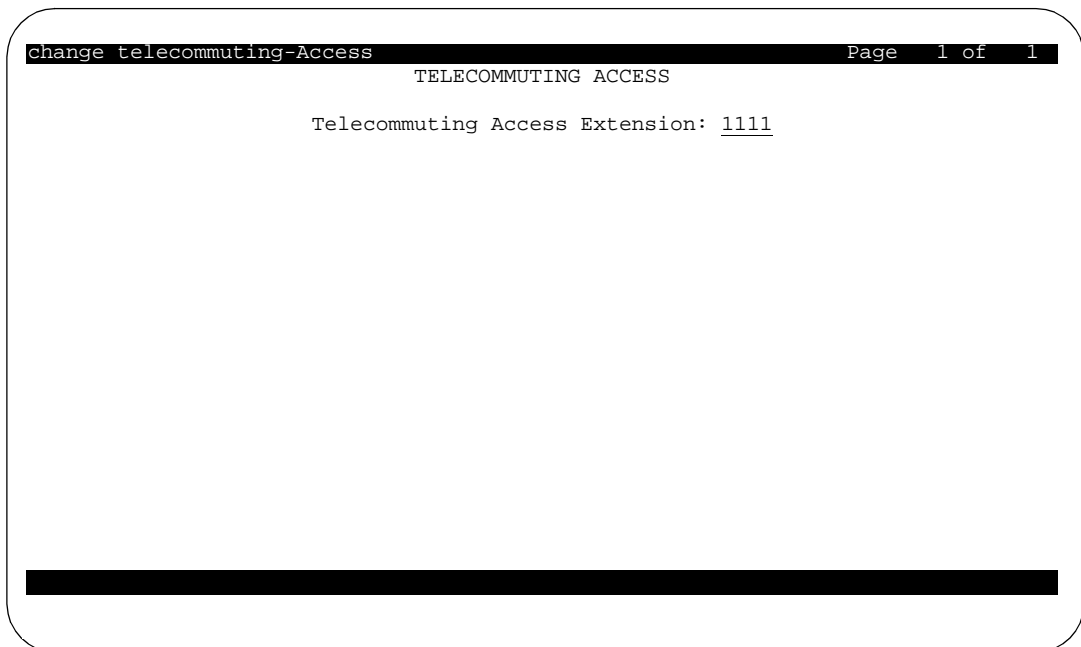 change telecommuting-Access Page 1 of 1
TELECOMMUTING ACCESS
Telecommuting Access Extension: 1111